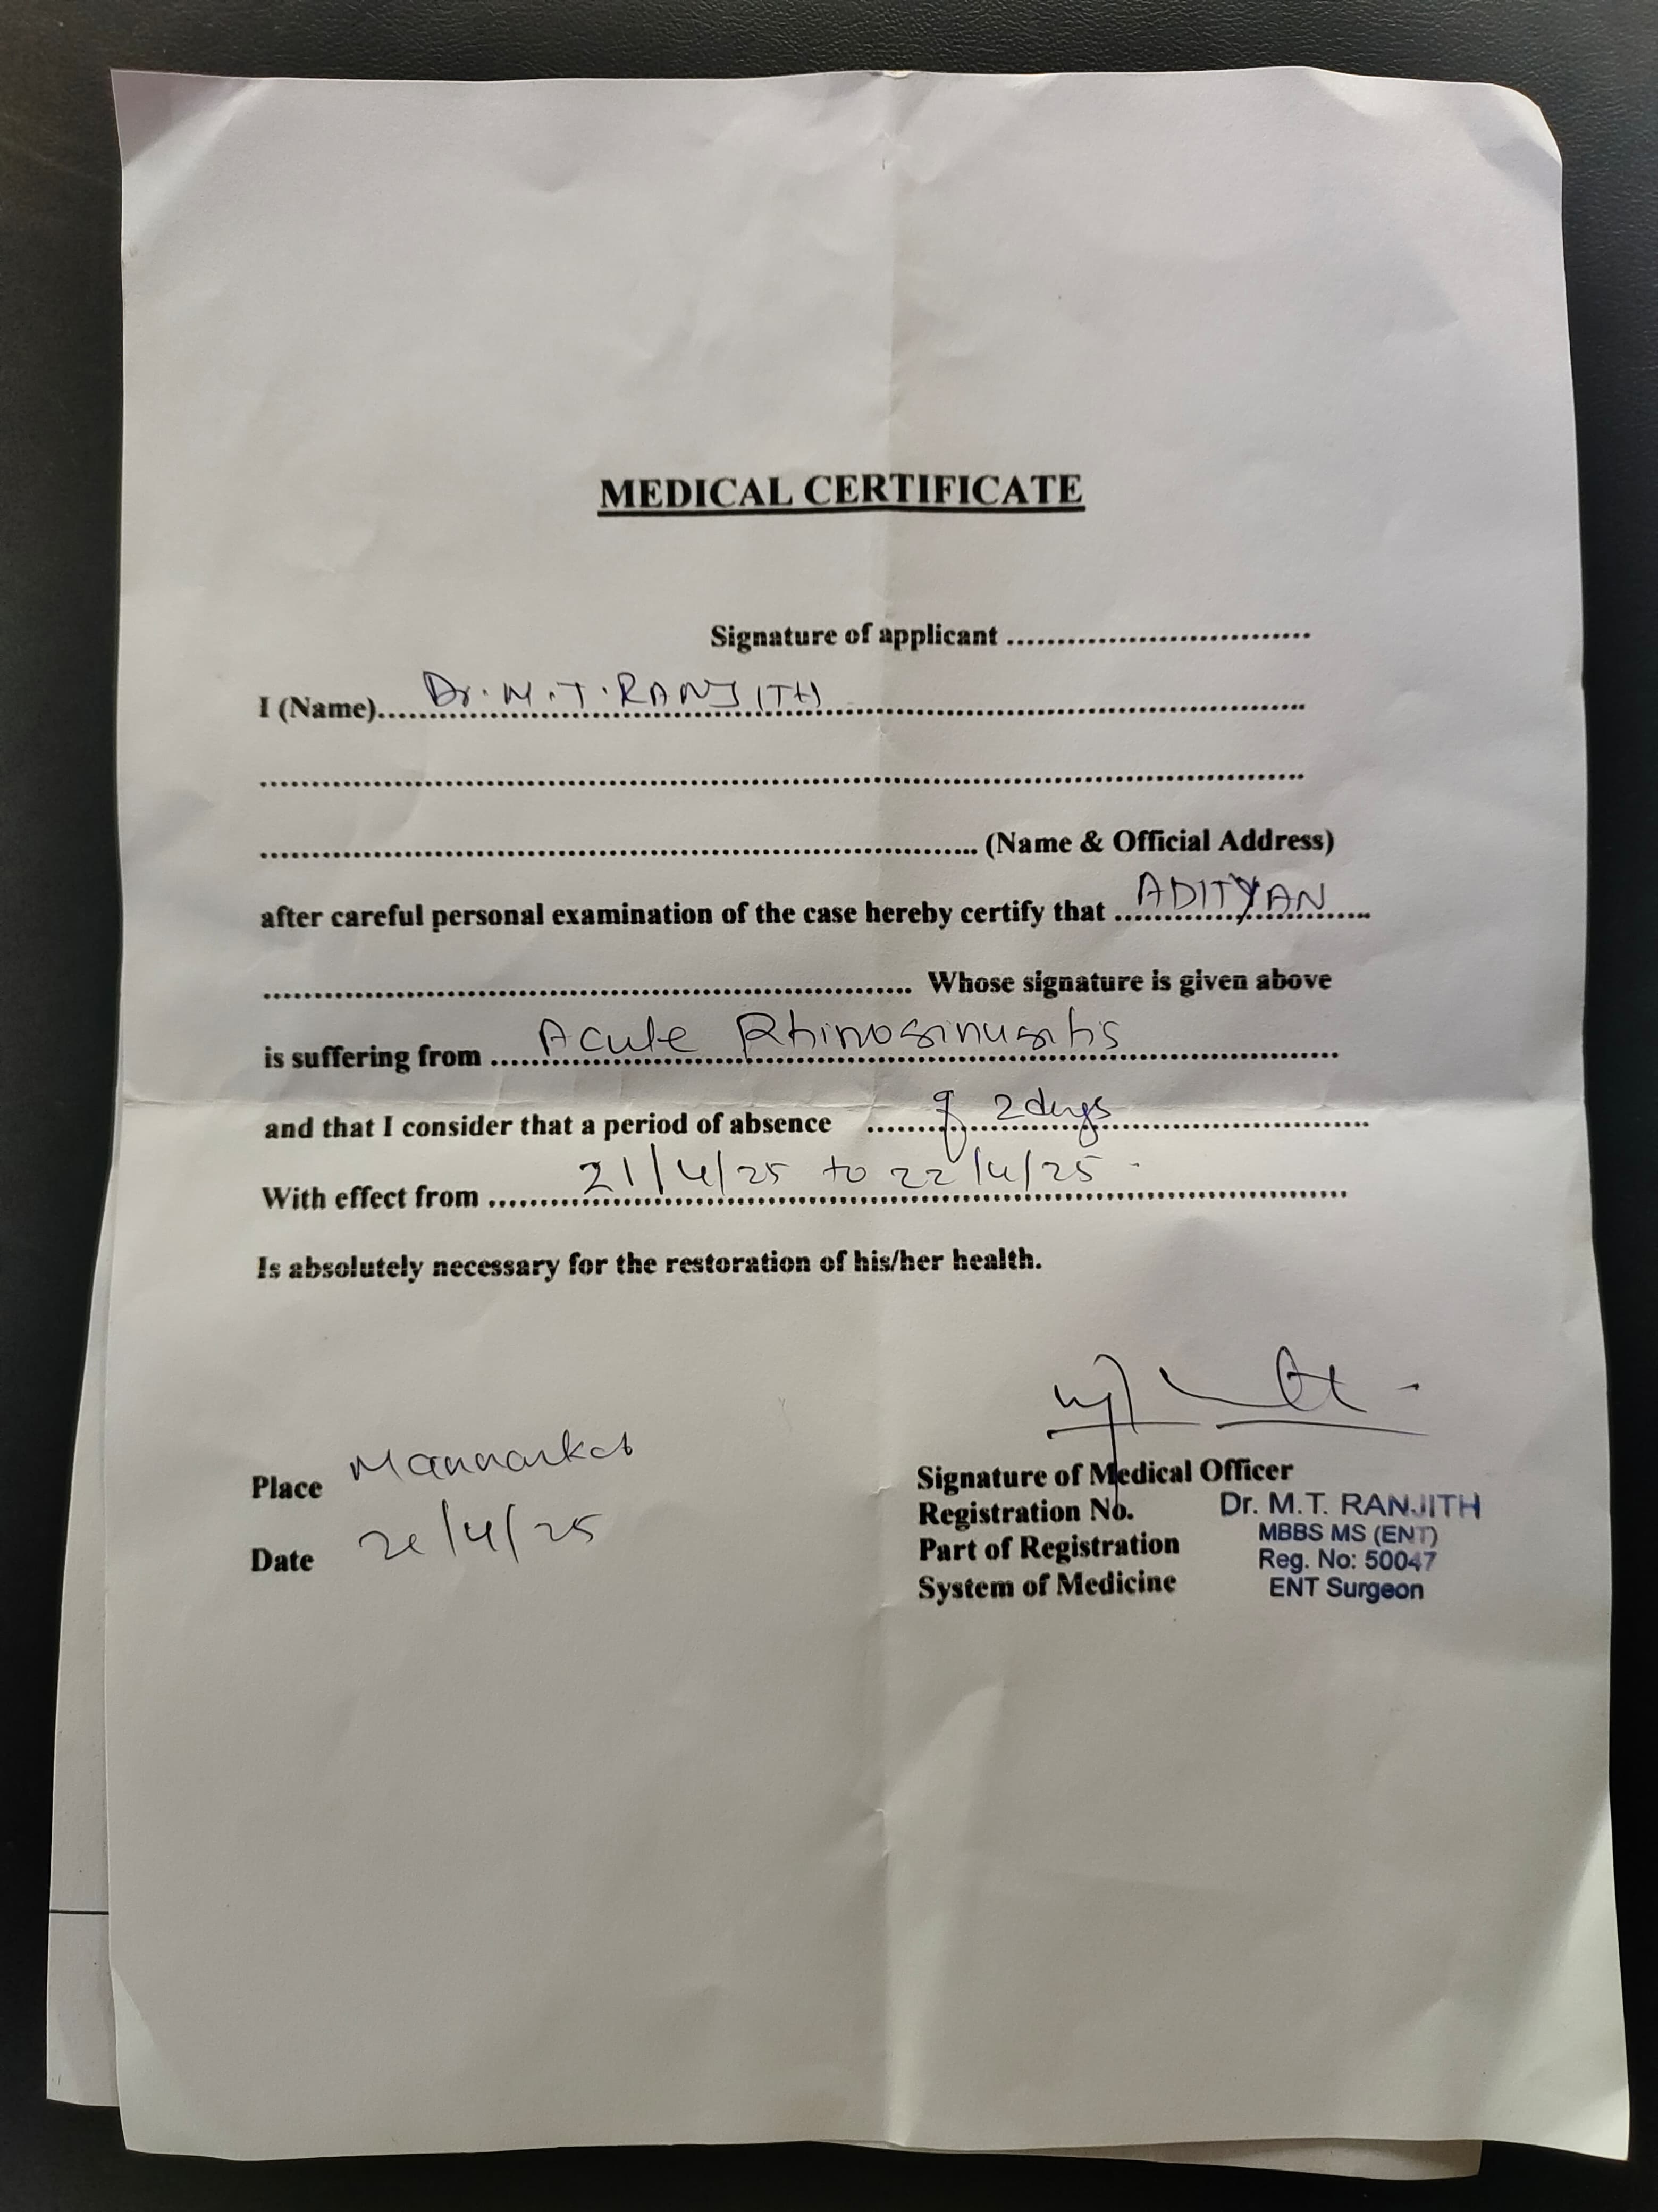 MEDICAL CERTIFICATE
Signature of applicant ..............................
I (Name)....Dr. M.T. RANJITH..............................
..............................
.............................. (Name & Official Address)
after careful personal examination of the case hereby certify that ....ADITYAN....
.............................. Whose signature is given above
is suffering from ....Acute Rhinosinusitis..............................
and that I consider that a period of absence ....of 2 days..............................
With effect from ....21/4/25 to 22/4/25..............................
Is absolutely necessary for the restoration of his/her health.
Place Mannarkad
Date /4/25
Signature of Medical Officer
Registration No.
Part of Registration
System of Medicine
Dr. M.T. RANJITH
MBBS MS (ENT)
Reg. No: 50047
ENT Surgeon